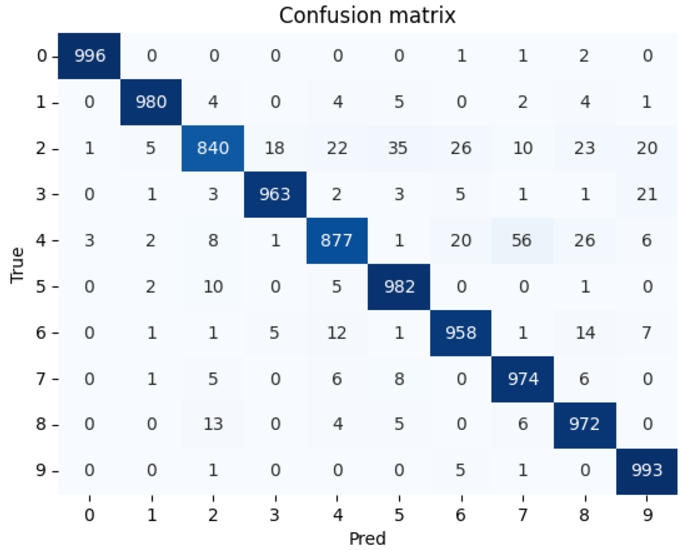 Confusion matrix
0 996 0 0 0 0 0 1 1 2 0
1 0 980 4 0 4 5 0 2 4 1
2 1 5 840 18 22 35 26 10 23 20
3 0 1 3 963 2 3 5 1 1 21
4 3 2 8 1 877 1 20 56 26 6
5 0 2 10 0 5 982 0 0 1 0
6 0 1 1 5 12 1 958 1 14 7
7 0 1 5 0 6 8 0 974 6 0
8 0 0 13 0 4 5 0 6 972 0
9 0 0 1 0 0 0 5 1 0 993
0 1 2 3 4 5 6 7 8 9
Pred
True